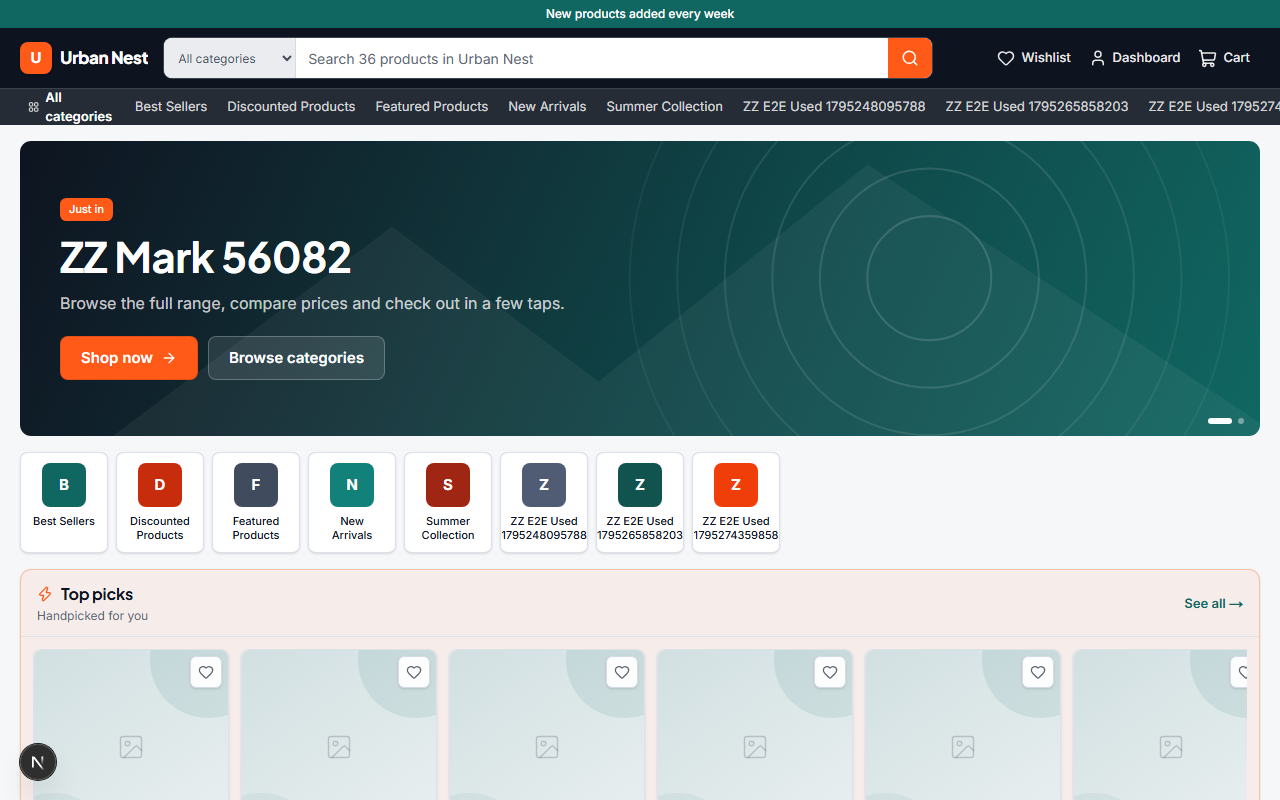 New products added every week
U Urban Nest All categories Search 36 products in Urban Nest Wishlist Dashboard Cart
All categories Best Sellers Discounted Products Featured Products New Arrivals Summer Collection ZZ E2E Used 1795248095788 ZZ E2E Used 1795265858203 ZZ E2E Used 1795274
Just in
ZZ Mark 56082
Browse the full range, compare prices and check out in a few taps.
Shop now → Browse categories
B D F N S Z Z Z
Best Sellers
Discounted Products
Featured Products
New Arrivals
Summer Collection
ZZ E2E Used 1795248095788
ZZ E2E Used 1795265858203
ZZ E2E Used 1795274359858
Top picks
Handpicked for you
See all →
N